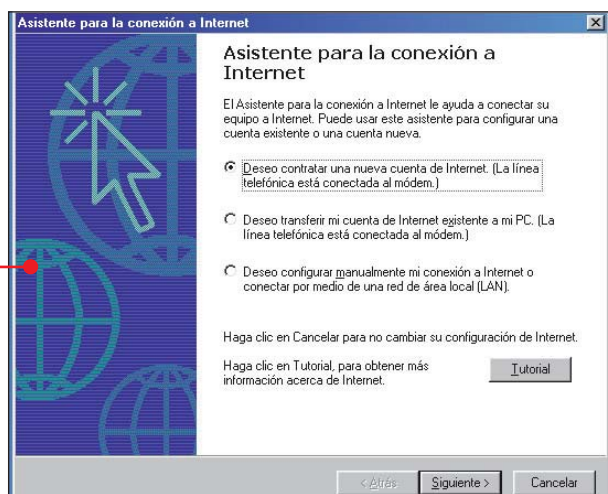 Asistente para la conexión a Internet
Asistente para la conexión a
Internet
El Asistente para la conexión a Internet le ayuda a conectar su
equipo a Internet. Puede usar este asistente para configurar una
cuenta existente o una cuenta nueva.
Deseo contratar una nueva cuenta de Internet. (La línea
telefónica está conectada al módem.)
Deseo transferir mi cuenta de Internet existente a mi PC. (La
línea telefónica está conectada al módem.)
Deseo configurar manualmente mi conexión a Internet o
conectar por medio de una red de área local (LAN).
Haga clic en Cancelar para no cambiar su configuración de Internet.
Haga clic en Tutorial, para obtener más
información acerca de Internet.
Tutorial
< Atrás Siguiente > Cancelar